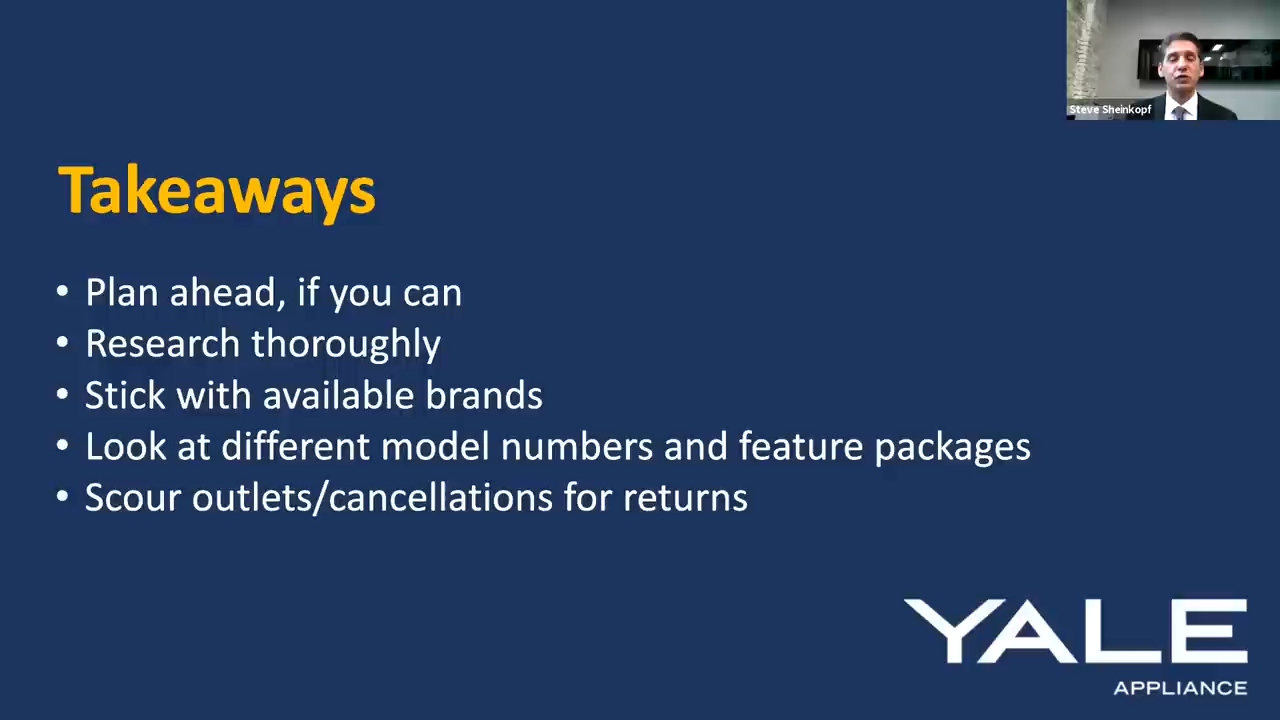 Steve Sheinkopf
Takeaways
• Plan ahead, if you can
• Research thoroughly
• Stick with available brands
• Look at different model numbers and feature packages
• Scour outlets/cancellations for returns
YALE
APPLIANCE